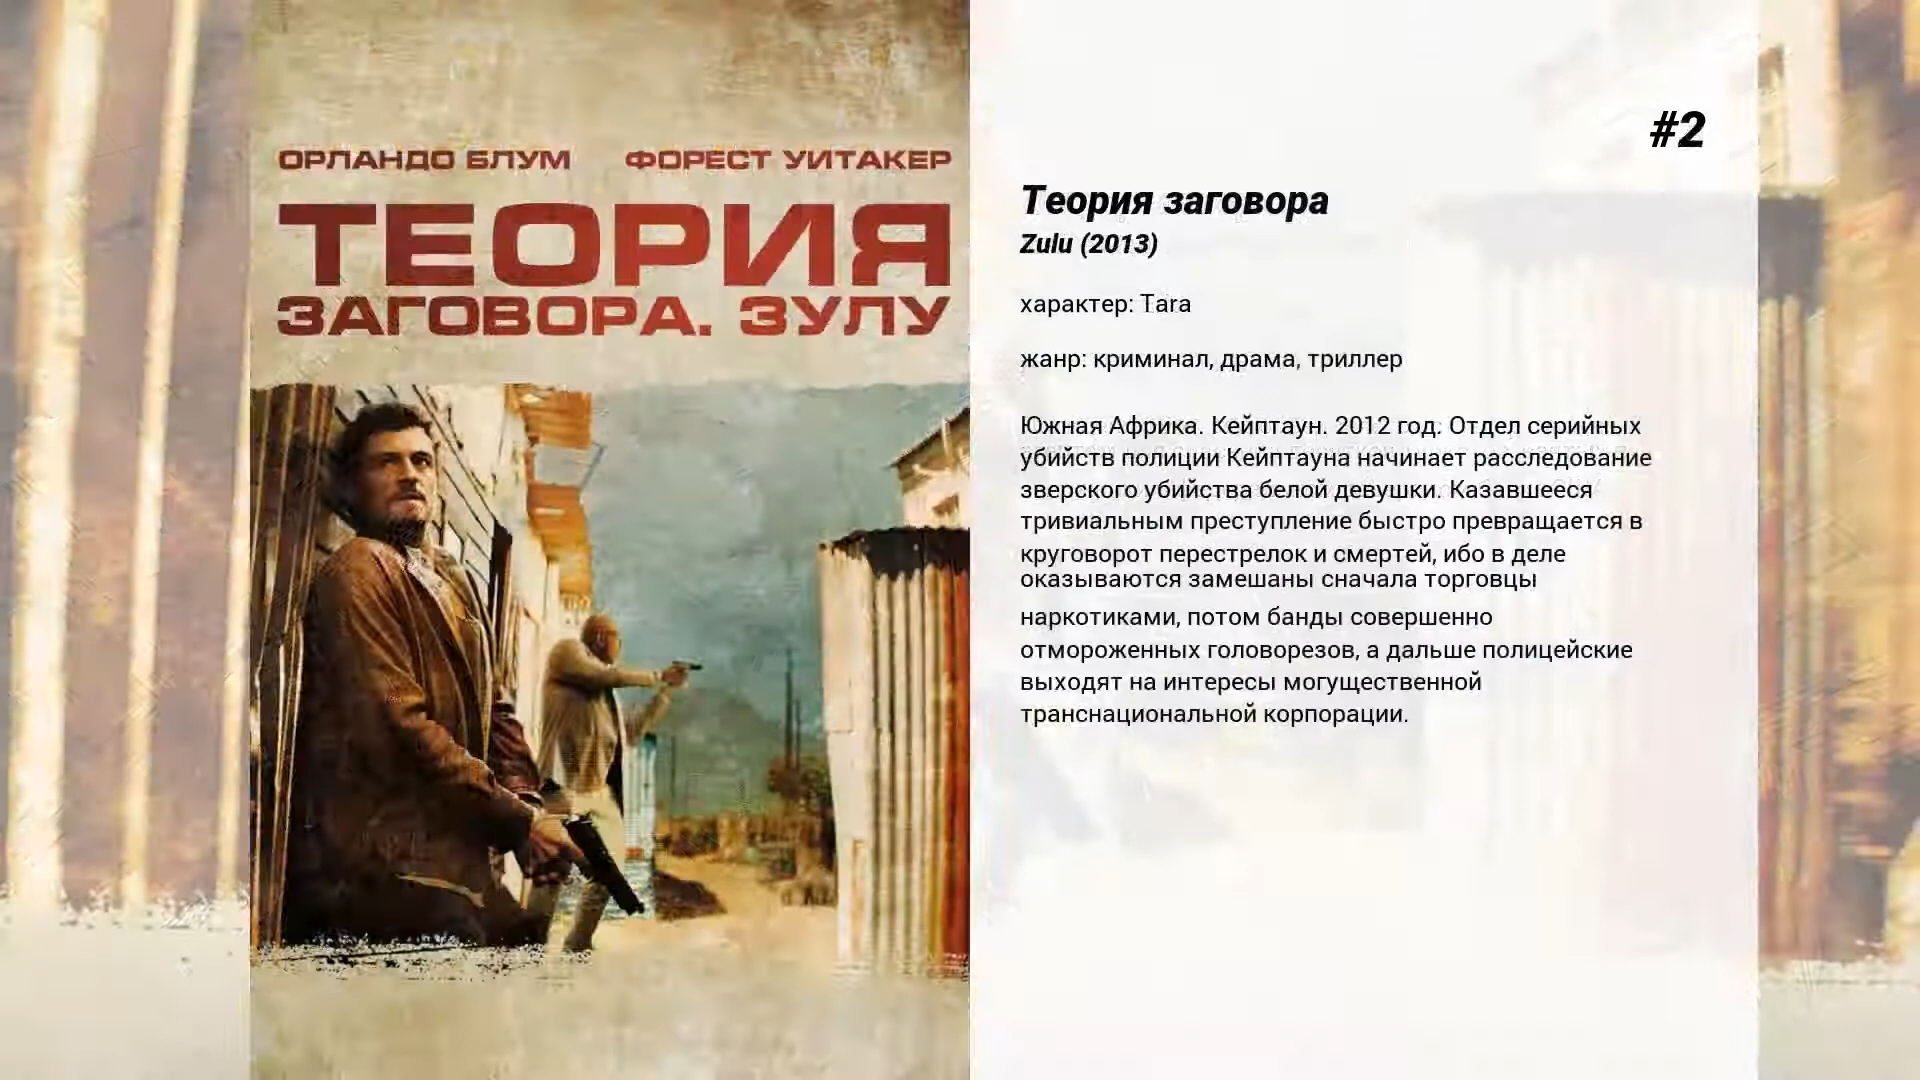 ОРЛАНДО БЛУМ ФОРЕСТ УИТАКЕР
ТЕОРИЯ
ЗАГОВОРА. ЗУЛУ
#2
Теория заговора
Zulu (2013)
характер: Tara
жанр: криминал, драма, триллер
Южная Африка. Кейптаун. 2012 год. Отдел серийных
убийств полиции Кейптауна начинает расследование
зверского убийства белой девушки. Казавшееся
тривиальным преступление быстро превращается в
круговорот перестрелок и смертей, ибо в деле
оказываются замешаны сначала торговцы
наркотиками, потом банды совершенно
отмороженных головорезов, а дальше полицейские
выходят на интересы могущественной
транснациональной корпорации.